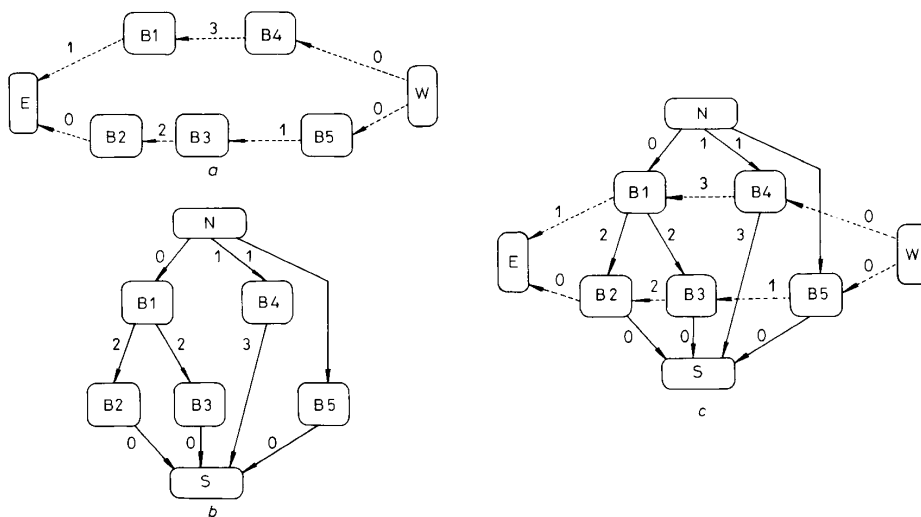 1 B1 3 B4 0
E W
0 B2 2 B3 1 B5 0
a
N
0 1 1
B1 B4
2 2 3
B2 B3 B5
0 0 0
S
b
N
0 1 1
B1 3 B4
1 2 2 3 0
E W
0 B2 2 B3 1 B5 0
0 0 0
S
c